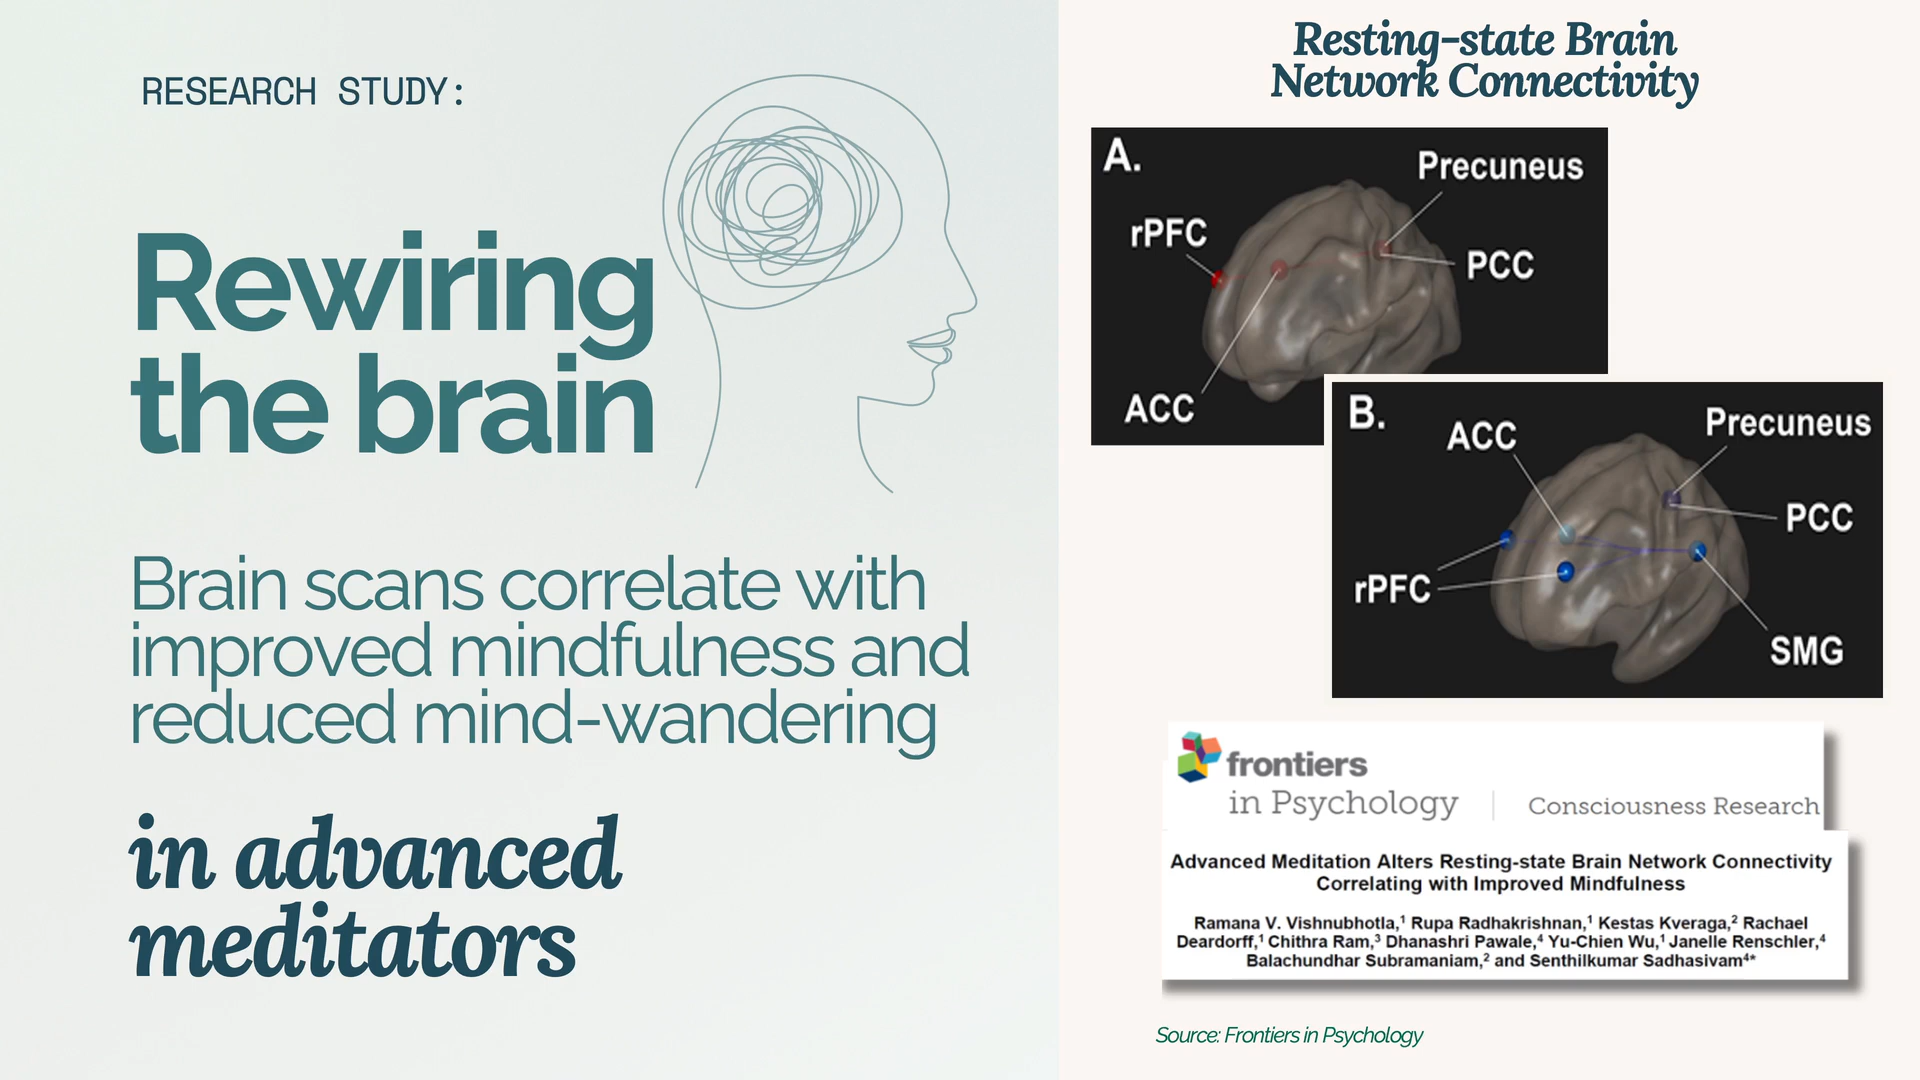 RESEARCH STUDY:
Rewiring
the brain
Brain scans correlate with
improved mindfulness and
reduced mind-wandering
in advanced
meditators
Resting-state Brain
Network Connectivity
A.
Precuneus
rPFC
PCC
ACC
B.
ACC
Precuneus
PCC
rPFC
SMG
frontiers
in Psychology | Consciousness Research
Advanced Meditation Alters Resting-state Brain Network Connectivity
Correlating with Improved Mindfulness
Ramana V. Vishnubhotla,¹ Rupa Radhakrishnan,¹ Kestas Kveraga,² Rachael
Deardorff,¹ Chithra Ram,³ Dhanashri Pawale,⁴ Yu-Chien Wu,¹ Janelle Renschler,⁴
Balachundhar Subramaniam,² and Senthilkumar Sadhasivam⁴*
Source: Frontiers in Psychology